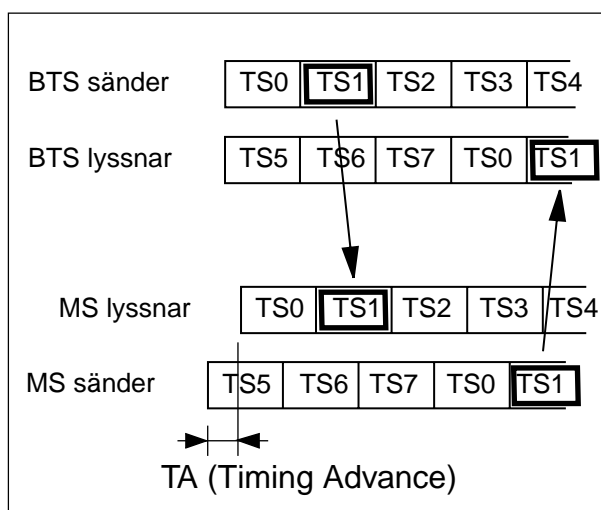 BTS sänder TS0 TS1 TS2 TS3 TS4
BTS lyssnar TS5 TS6 TS7 TS0 TS1
MS lyssnar TS0 TS1 TS2 TS3 TS4
MS sänder TS5 TS6 TS7 TS0 TS1
TA (Timing Advance)